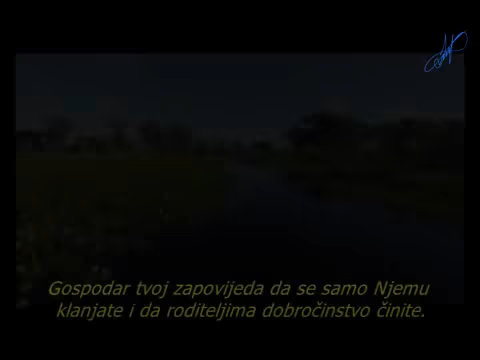 Gospodar tvoj zapovijeda da se samo Njemu
klanjate i da roditeljima dobročinstvo činite.